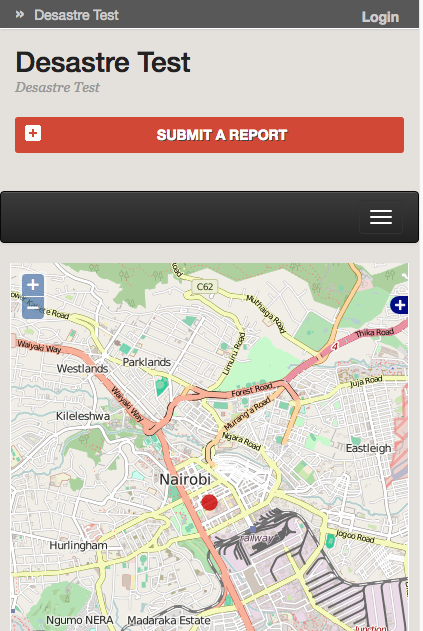 » Desastre Test
Login
Desastre Test
Desastre Test
SUBMIT A REPORT
C62
Muthaiga Road
Road
Thika Road
Waiyaki Way
Limuru Road
Parklands
Westlands
Juja Road
Forest Road
Waiyaki Way
Murang'a Road
Kileleshwa
Ngara Road
Eastleigh
Nairobi
railway
Jogoo Road
Hurlingham
Ngumo NERA
Madaraka Estate
Junction